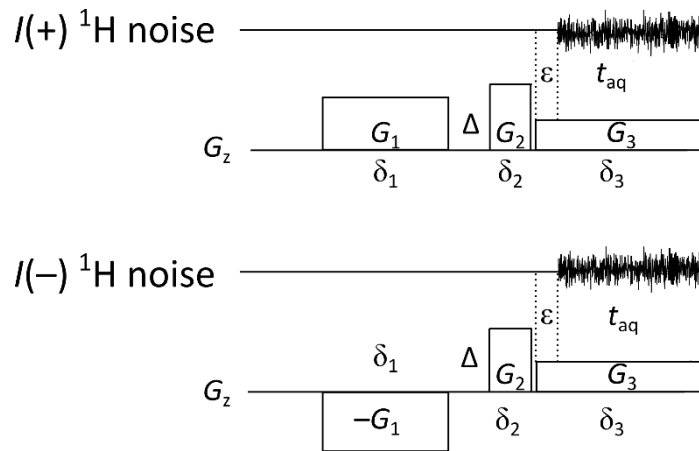 I(+) ¹H noise
ε t_aq
Δ
G₁ G₂ G₃
G_z
δ₁ δ₂ δ₃
I(−) ¹H noise
ε t_aq
δ₁ Δ
G₂ G₃
G_z
−G₁ δ₂ δ₃